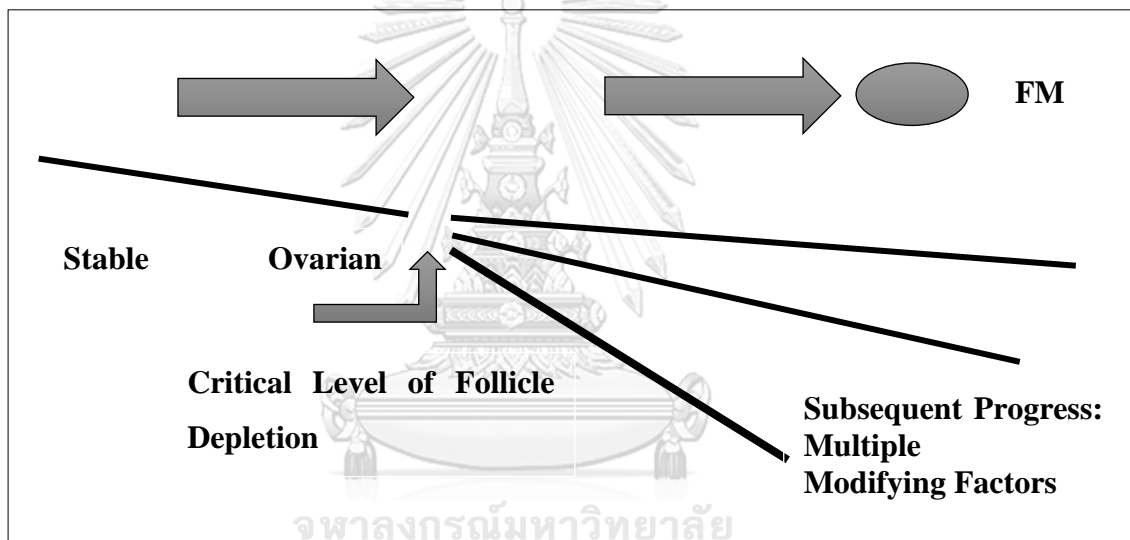 FM
Stable Ovarian
Critical Level of Follicle
Depletion
Subsequent Progress:
Multiple
Modifying Factors
จุฬาลงกรณ์มหาวิทยาลัย